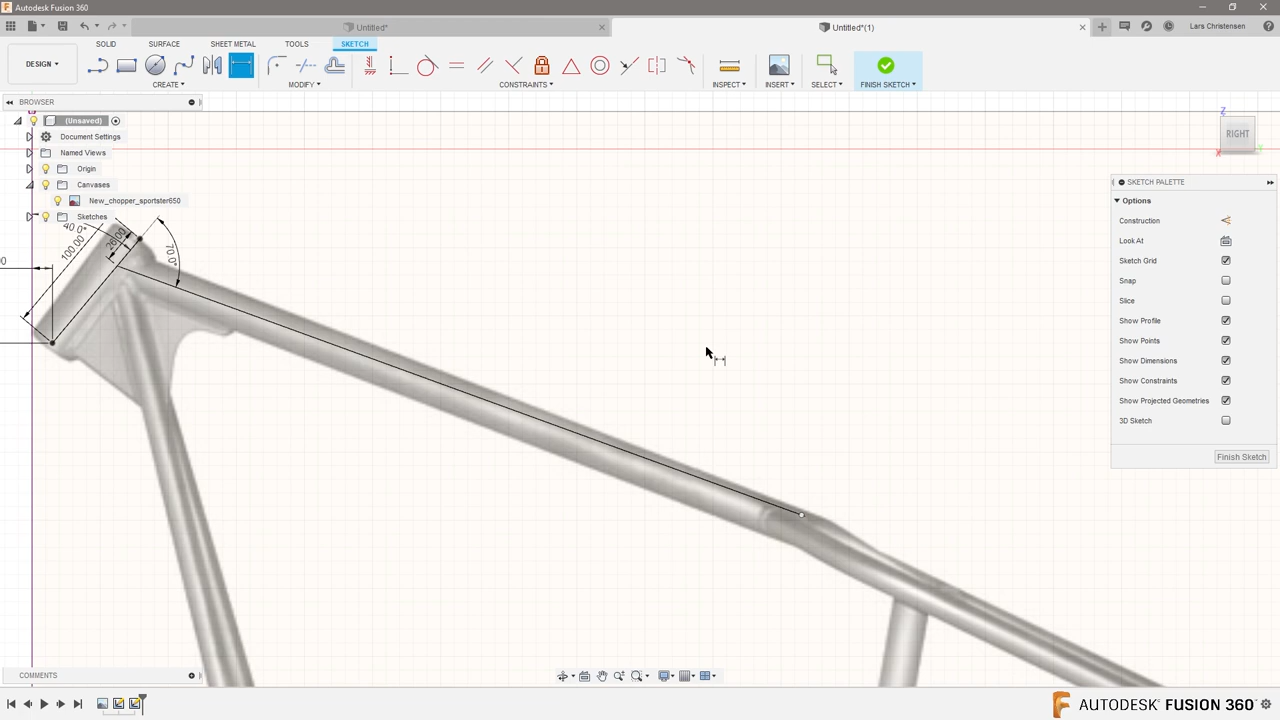 Autodesk Fusion 360
Untitled*
Untitled*(1)
Lars Christensen
DESIGN
SOLID
SURFACE
SHEET METAL
TOOLS
SKETCH
CREATE
MODIFY
CONSTRAINTS
INSPECT
INSERT
SELECT
FINISH SKETCH
BROWSER
(Unsaved)
Document Settings
Named Views
Origin
Canvases
New_chopper_sportster650
Sketches
40.0°
100.00
26.00
70.0°
Z
RIGHT
X
Y
SKETCH PALETTE
Options
Construction
Look At
Sketch Grid
Snap
Slice
Show Profile
Show Points
Show Dimensions
Show Constraints
Show Projected Geometries
3D Sketch
Finish Sketch
COMMENTS
AUTODESK FUSION 360°